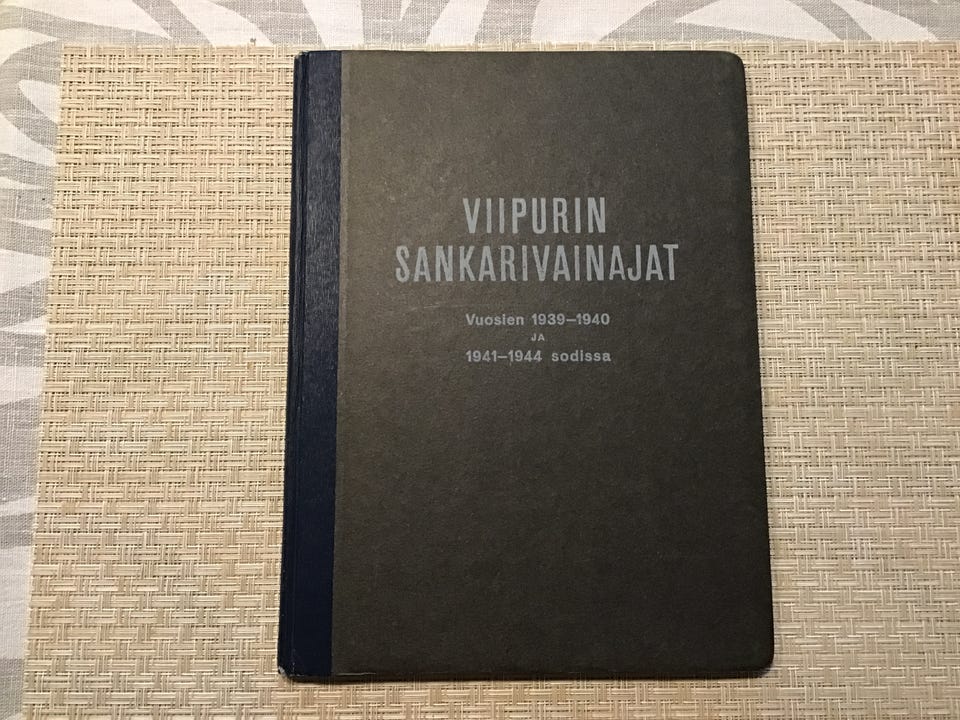 VIIPURIN
SANKARIVAINAJAT
Vuosien 1939–1940
JA
1941–1944 sodissa